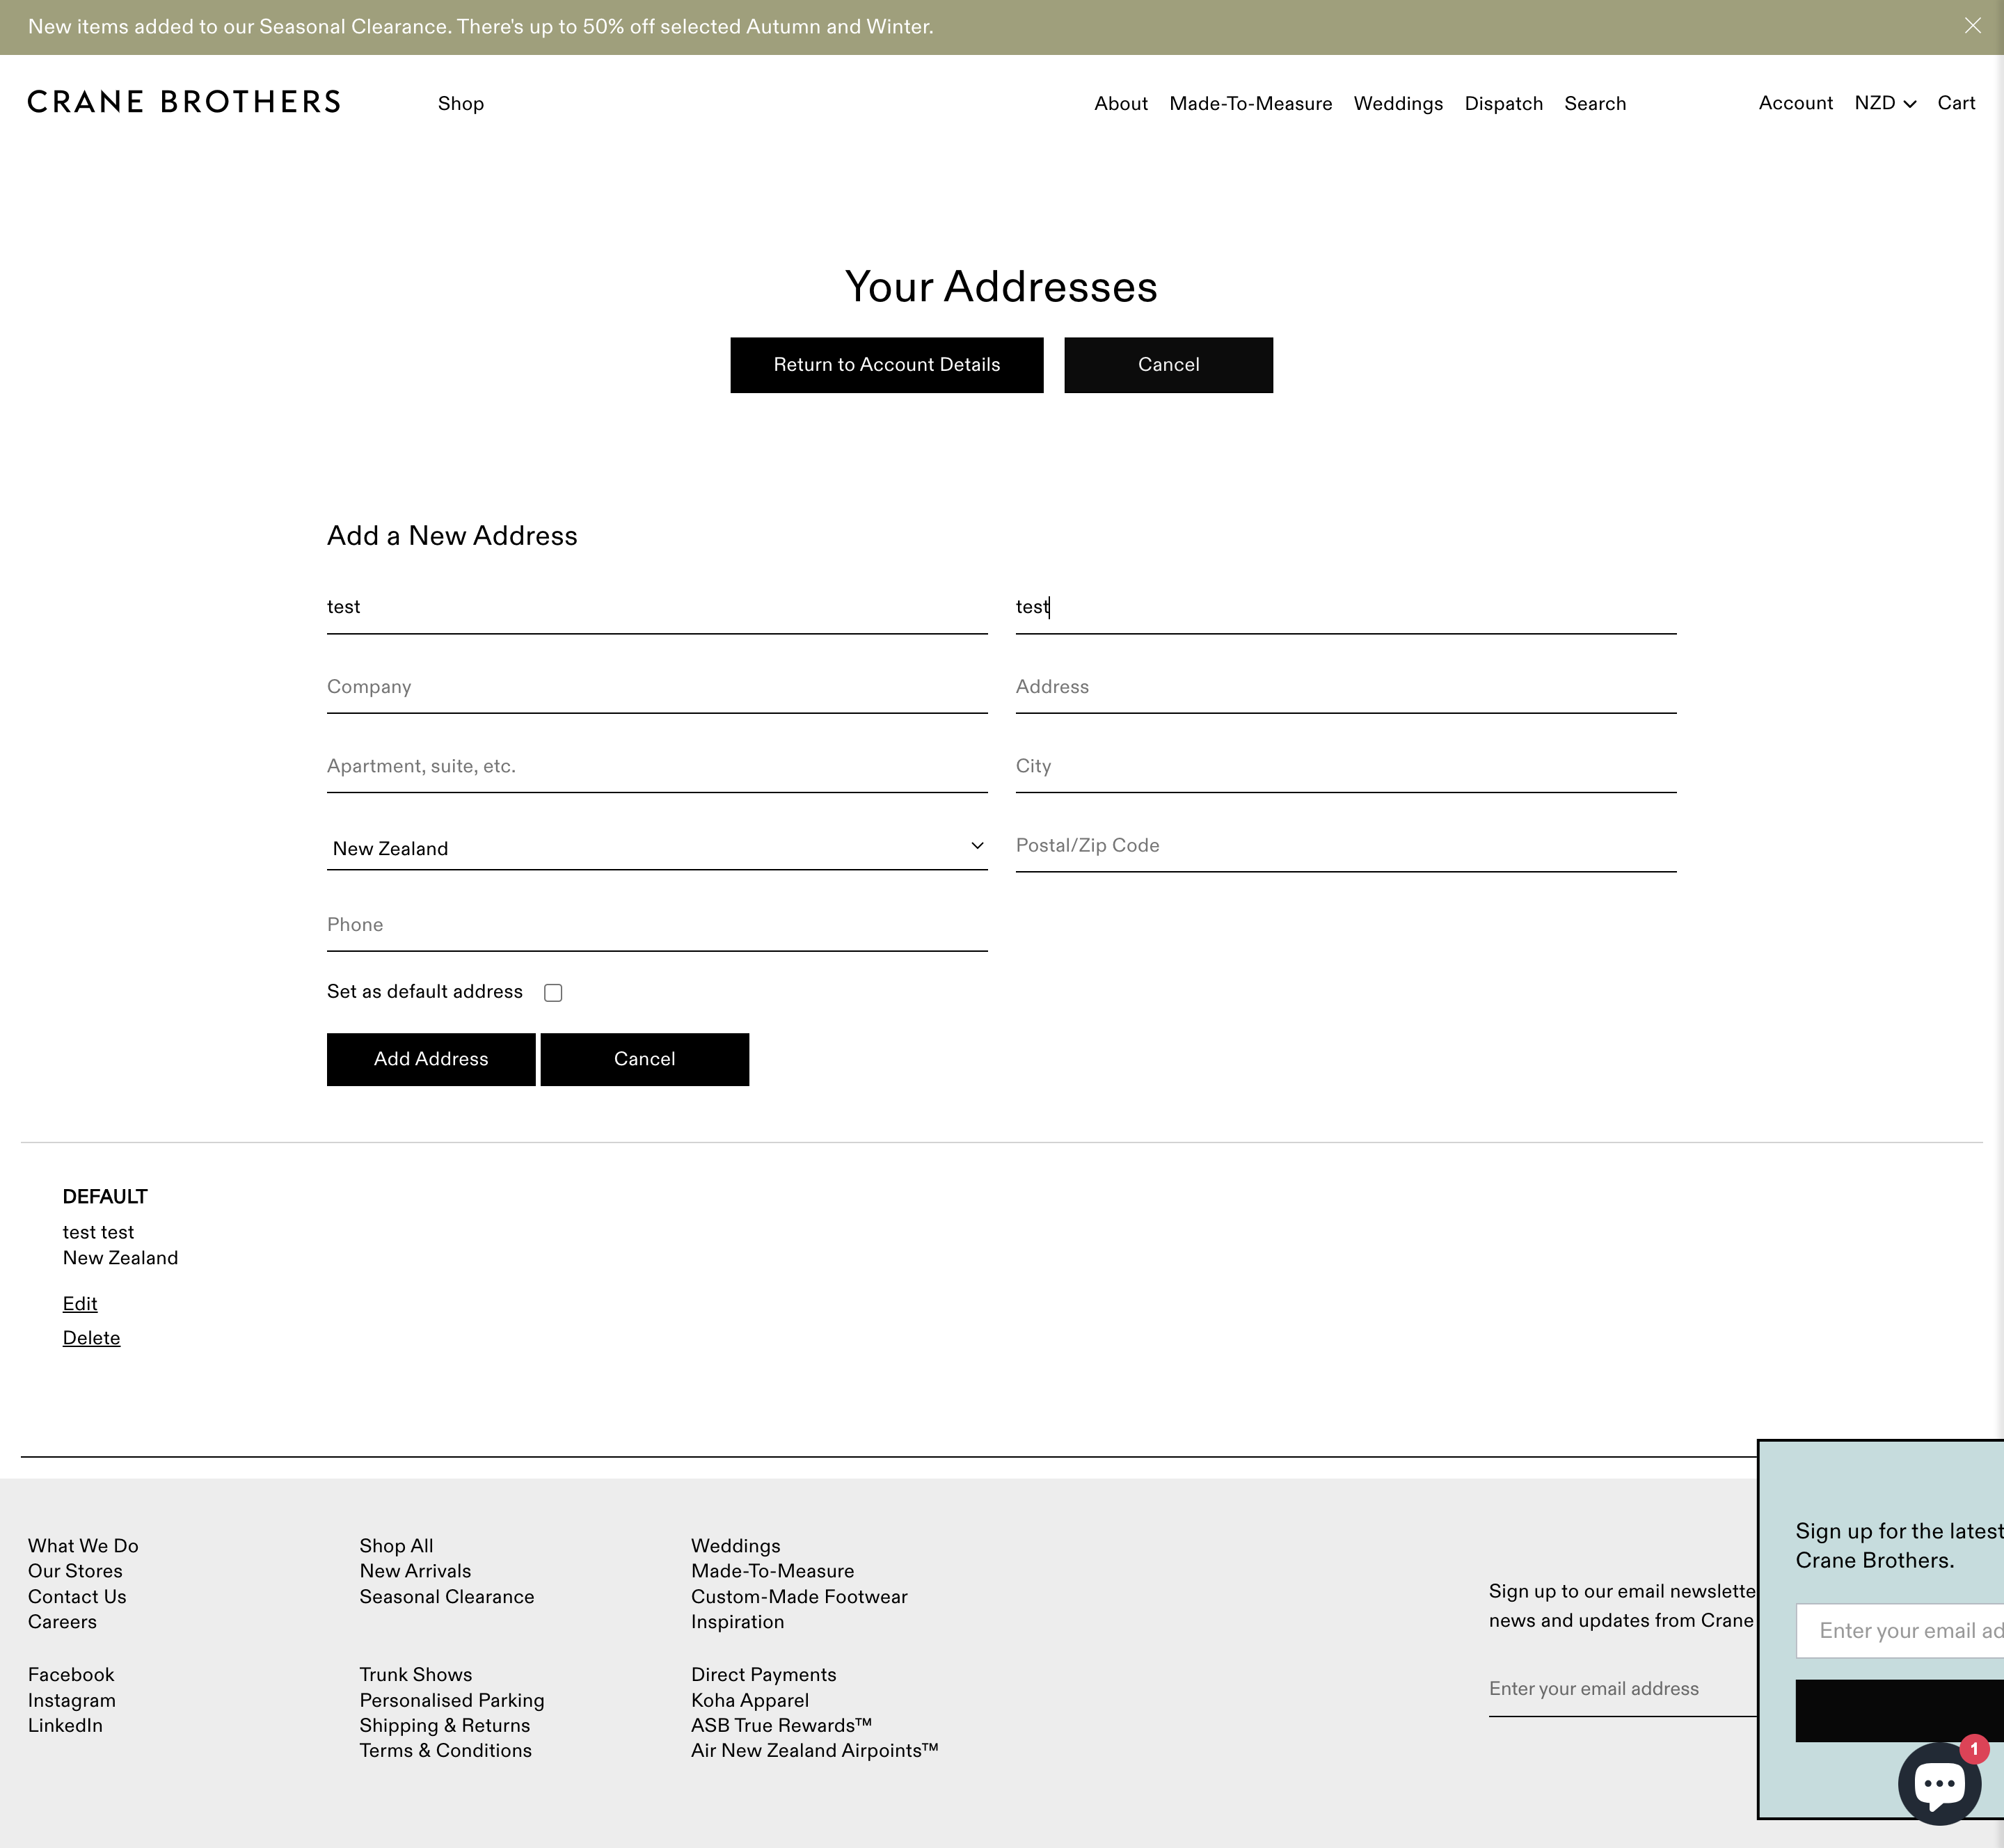 New items added to our Seasonal Clearance. There's up to 50% off selected Autumn and Winter.
CRANE BROTHERS
Shop
About
Made-To-Measure
Weddings
Dispatch
Search
Account
NZD
Cart
Your Addresses
Return to Account Details
Cancel
Add a New Address
test
test
Company
Address
Apartment, suite, etc.
City
New Zealand
Postal/Zip Code
Phone
Set as default address
Add Address
Cancel
DEFAULT
test test
New Zealand
Edit
Delete
What We Do
Our Stores
Contact Us
Careers
Facebook
Instagram
LinkedIn
Shop All
New Arrivals
Seasonal Clearance
Trunk Shows
Personalised Parking
Shipping & Returns
Terms & Conditions
Weddings
Made-To-Measure
Custom-Made Footwear
Inspiration
Direct Payments
Koha Apparel
ASB True Rewards™
Air New Zealand Airpoints™
Sign up to our email newslette
news and updates from Crane
Enter your email address
Sign up for the latest
Crane Brothers.
Enter your email ad
1